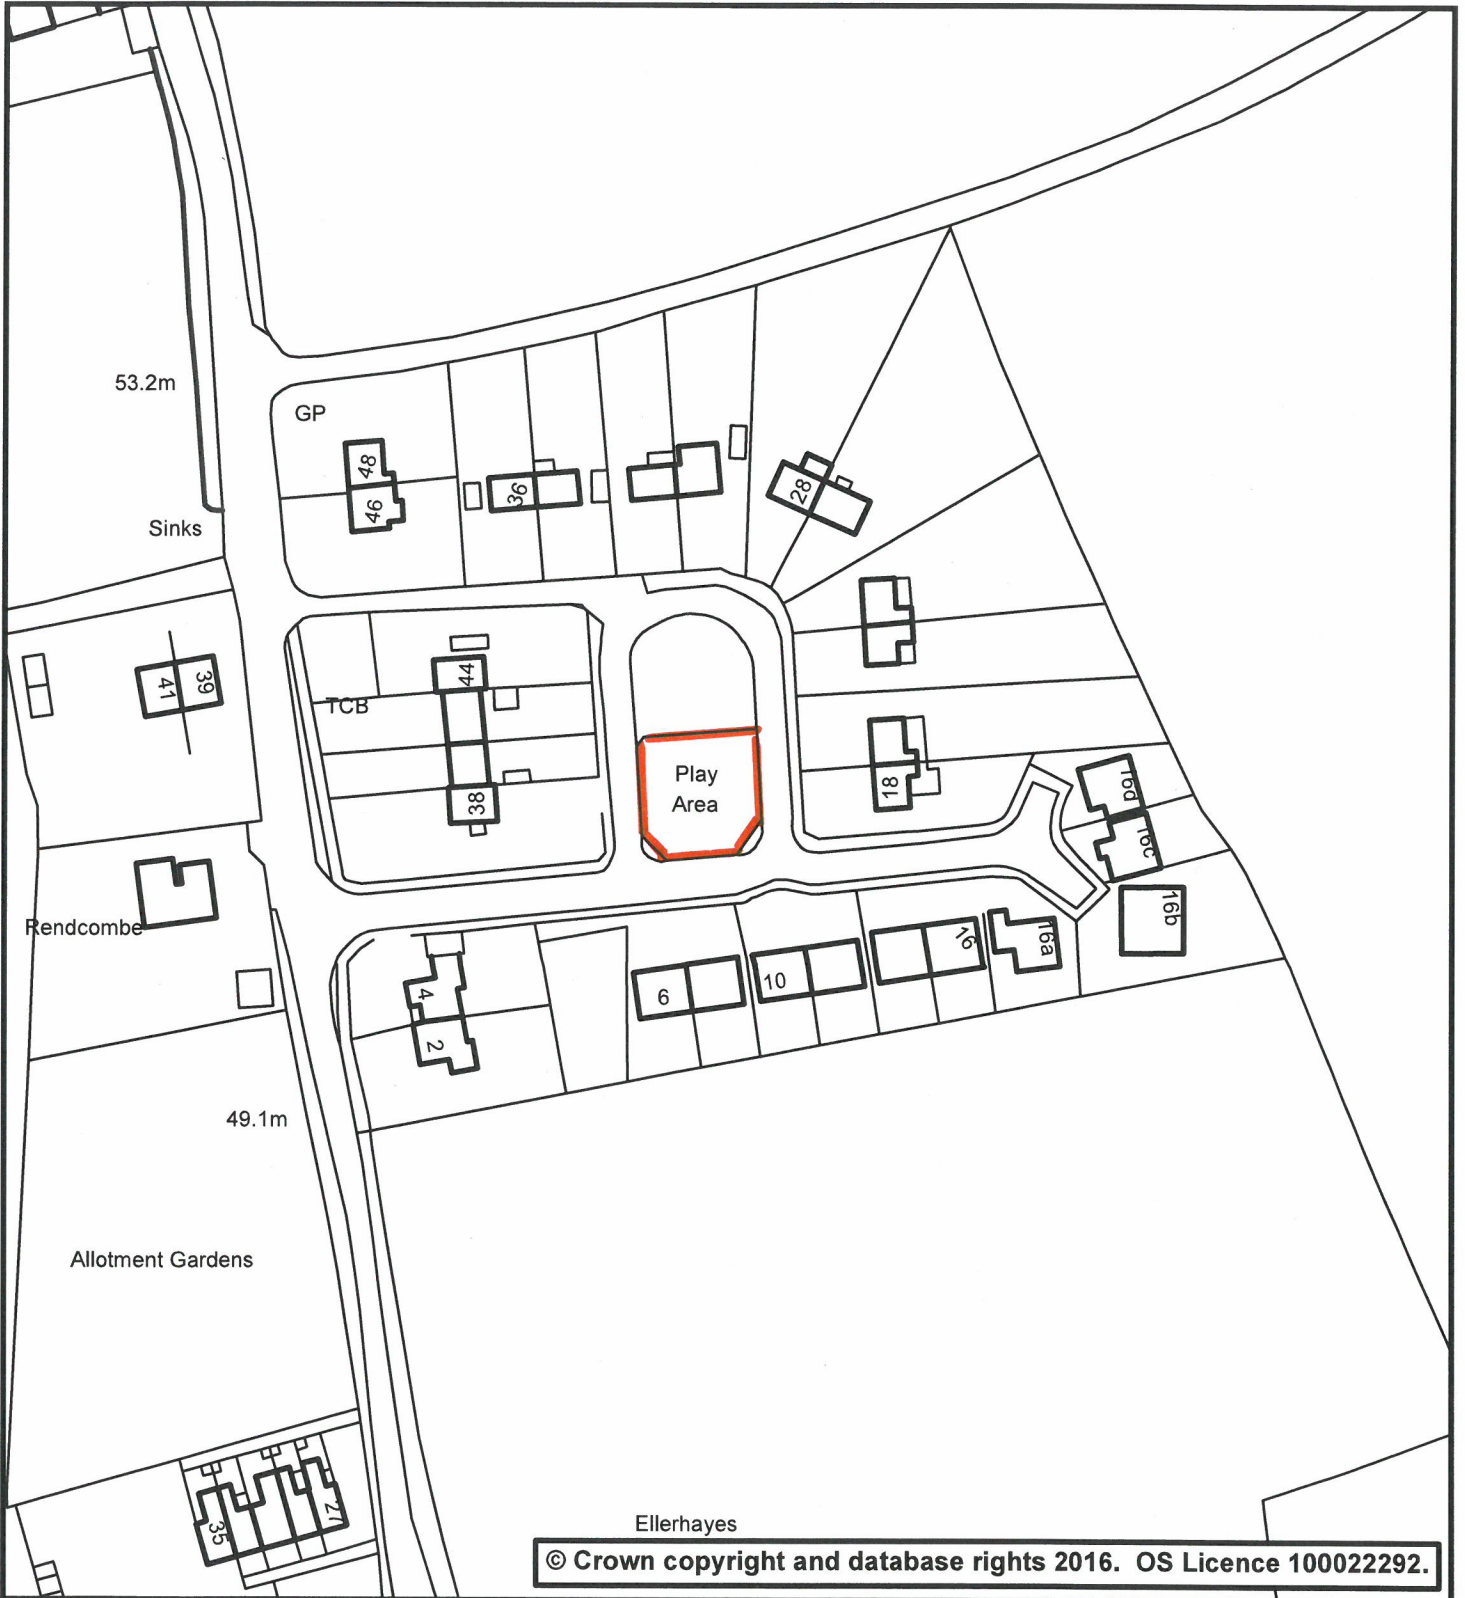 53.2m
GP
48
46
36
28
Sinks
41
39
44
TCB
38
Play
Area
18
16d
16c
16b
16a
16
10
6
4
2
Rendcombe
49.1m
Allotment Gardens
35
27
Ellerhayes
© Crown copyright and database rights 2016. OS Licence 100022292.